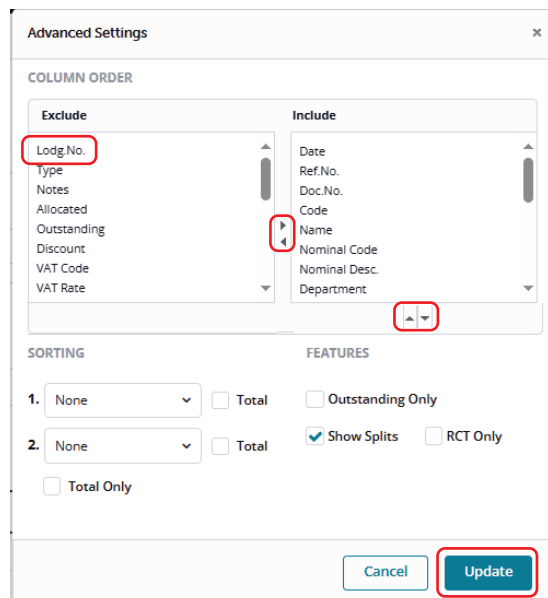 Advanced Settings ×
COLUMN ORDER
Exclude
Lodg.No.
Type
Notes
Allocated
Outstanding
Discount
VAT Code
VAT Rate
Include
Date
Ref.No.
Doc.No.
Code
Name
Nominal Code
Nominal Desc.
Department
SORTING
1. None Total
2. None Total
Total Only
FEATURES
Outstanding Only
Show Splits RCT Only
Cancel Update